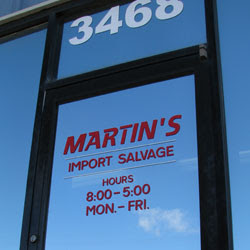 3468
MARTIN'S
IMPORT SALVAGE
HOURS
8:00-5:00
MON.-FRI.